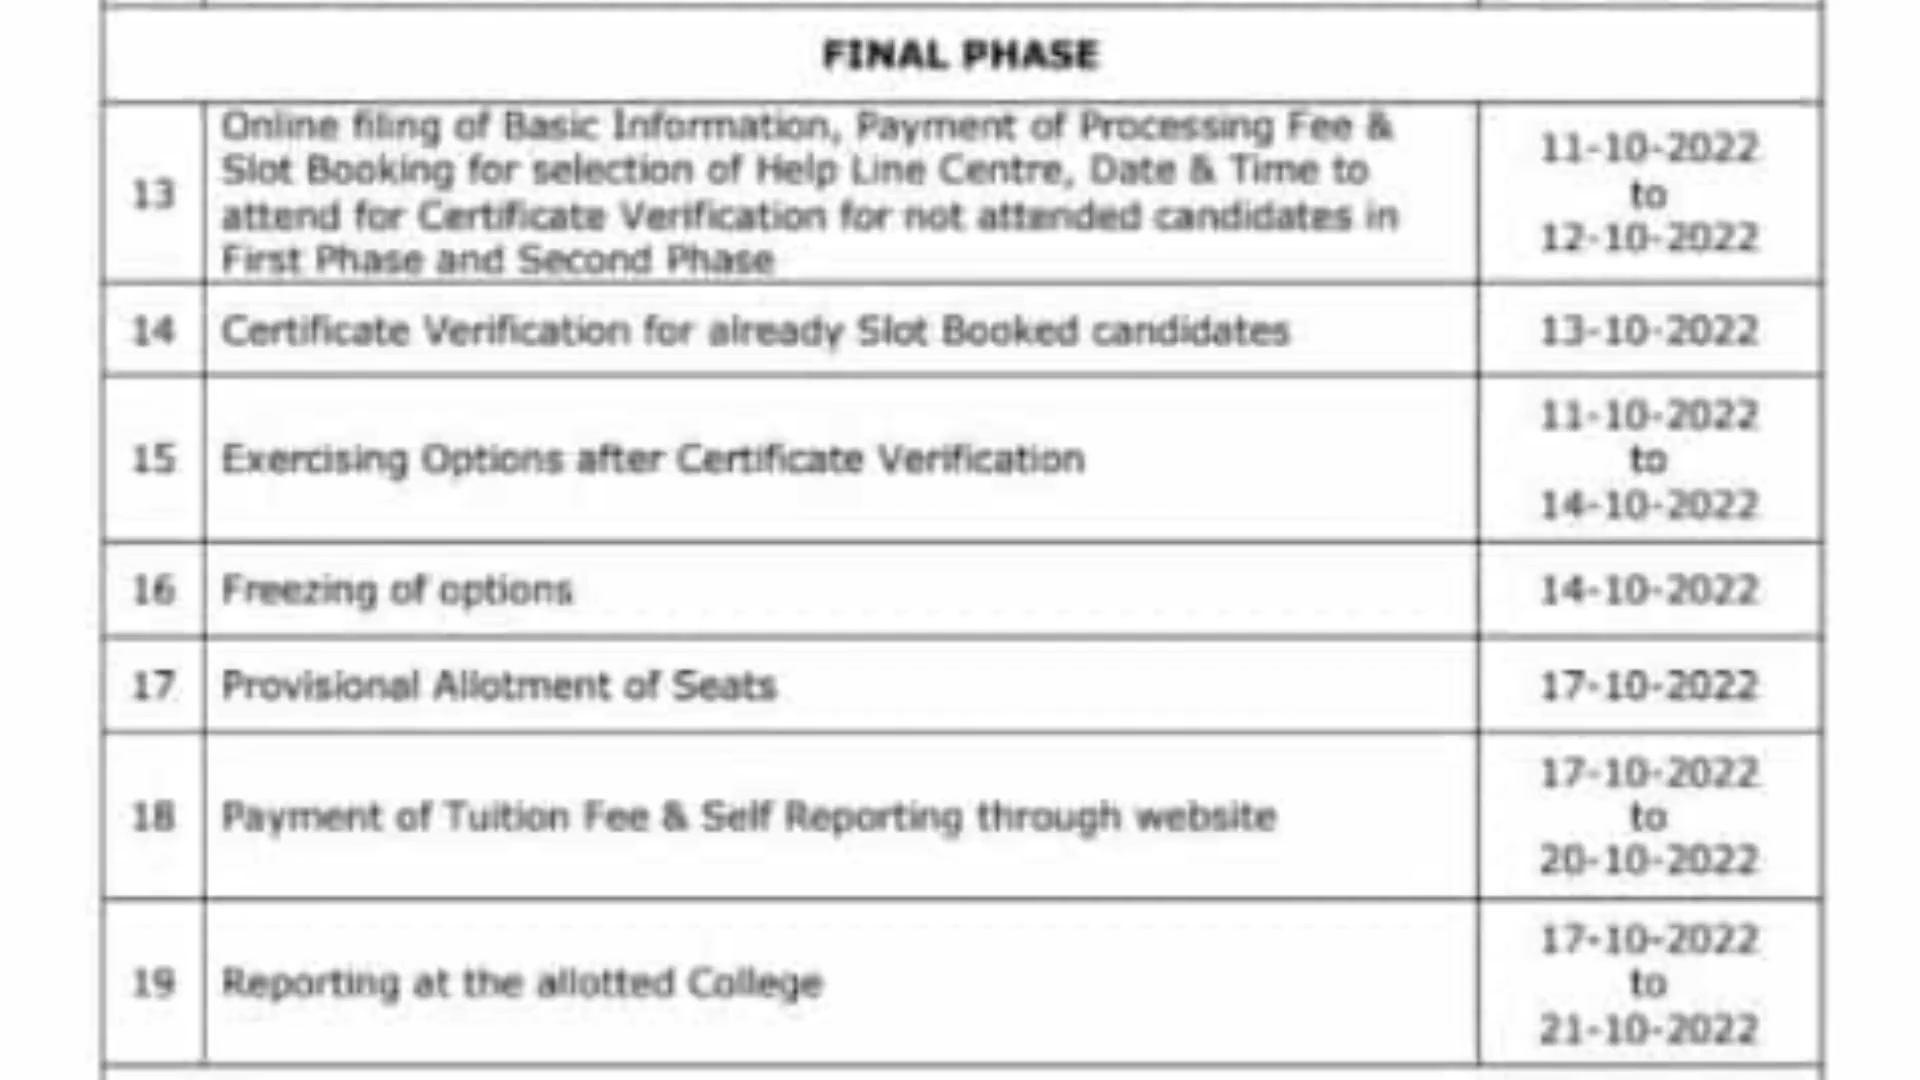 FINAL PHASE
13
Online filing of Basic Information, Payment of Processing Fee &
Slot Booking for selection of Help Line Centre, Date & Time to
attend for Certificate Verification for not attended candidates in
First Phase and Second Phase
11-10-2022
to
12-10-2022
14
Certificate Verification for already Slot Booked candidates
13-10-2022
15
Exercising Options after Certificate Verification
11-10-2022
to
14-10-2022
16
Freezing of options
14-10-2022
17
Provisional Allotment of Seats
17-10-2022
18
Payment of Tuition Fee & Self Reporting through website
17-10-2022
to
20-10-2022
19
Reporting at the allotted College
17-10-2022
to
21-10-2022